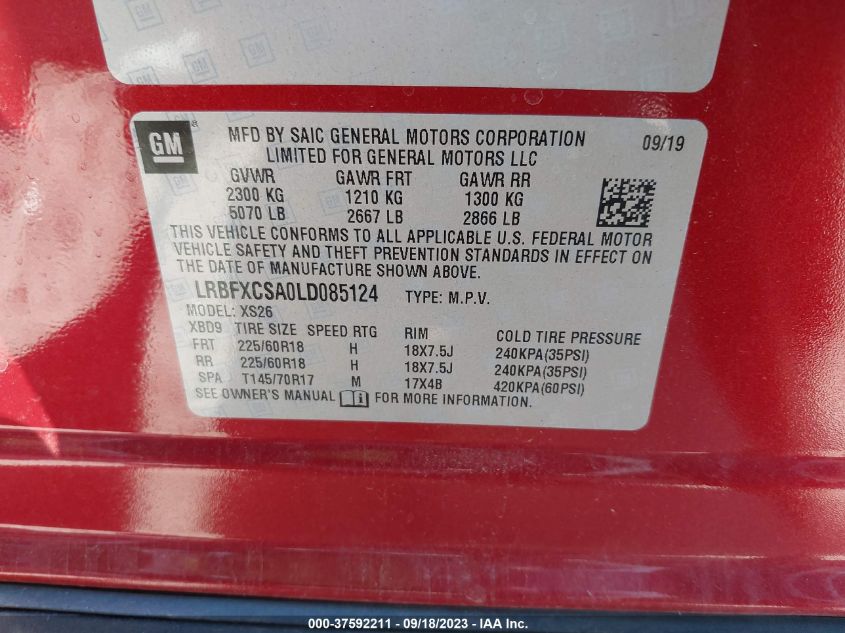 GM
MFD BY SAIC GENERAL MOTORS CORPORATION
LIMITED FOR GENERAL MOTORS LLC
09/19
GVWR GAWR FRT GAWR RR
2300 KG 1210 KG 1300 KG
5070 LB 2667 LB 2866 LB
THIS VEHICLE CONFORMS TO ALL APPLICABLE U.S. FEDERAL MOTOR
VEHICLE SAFETY AND THEFT PREVENTION STANDARDS IN EFFECT ON
THE DATE OF MANUFACTURE SHOWN ABOVE.
LRBFXCSA0LD085124 TYPE: M.P.V.
MODEL: XS26
XBD9 TIRE SIZE SPEED RTG RIM COLD TIRE PRESSURE
FRT 225/60R18 H 18X7.5J 240KPA(35PSI)
RR 225/60R18 H 18X7.5J 240KPA(35PSI)
SPA T145/70R17 M 17X4B 420KPA(60PSI)
SEE OWNER'S MANUAL FOR MORE INFORMATION.
000-37592211 - 09/18/2023 - IAA Inc.